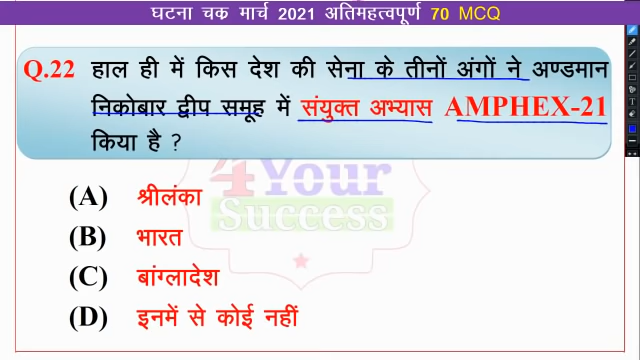 घटना चक मार्च 2021 अतिमहत्वपूर्ण 70 MCQ
Q.22 हाल ही में किस देश की सेना के तीनों अंगों ने अण्डमान
निकोबार द्वीप समूह में संयुक्त अभ्यास AMPHEX-21
किया है ?
4 Your
Success
(A) श्रीलंका
(B) भारत
(C) बांग्लादेश
(D) इनमें से कोई नहीं